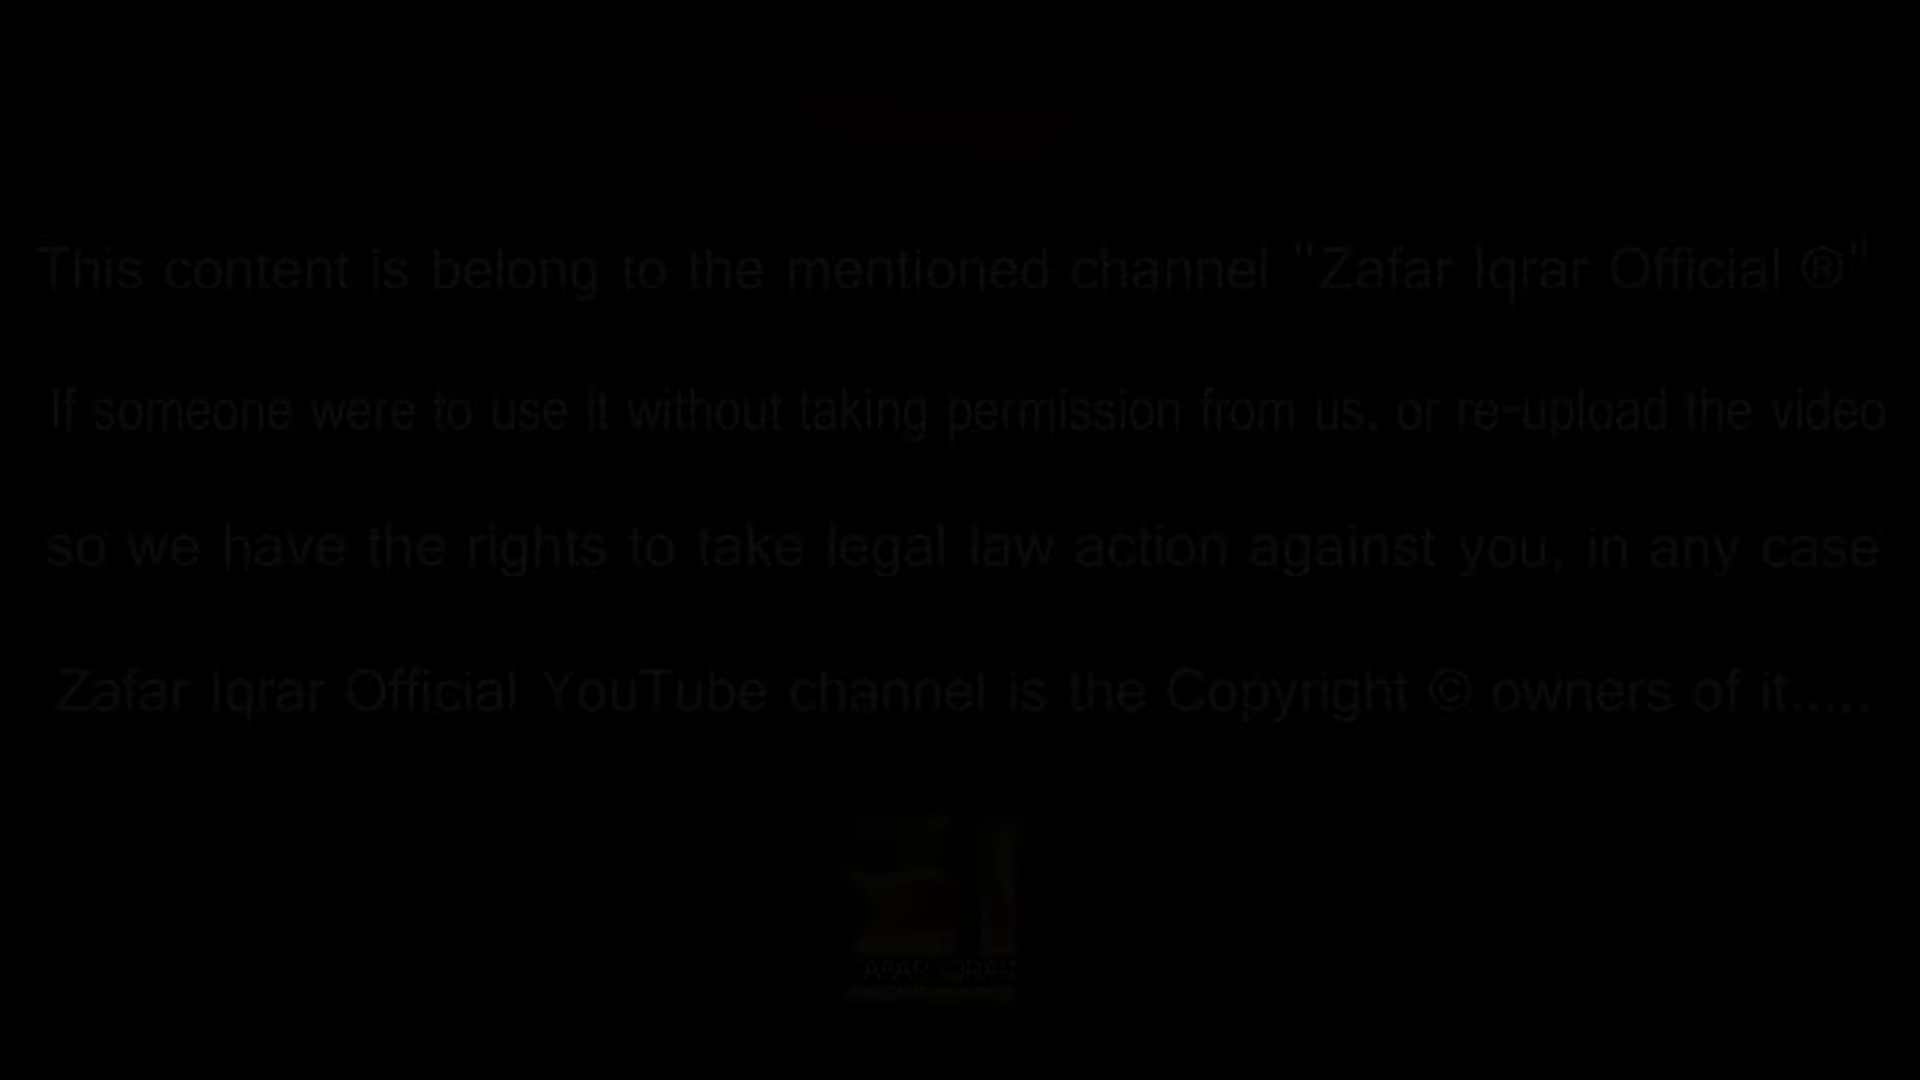 This content is belong to the mentioned channel "Zafar Iqrar Official ®"
If someone were to use it without taking permission from us. or re-upload the video
so we have the rights to take legal law action against you, in any case
Zafar Iqrar Official YouTube channel is the Copyright © owners of it.....
ZI